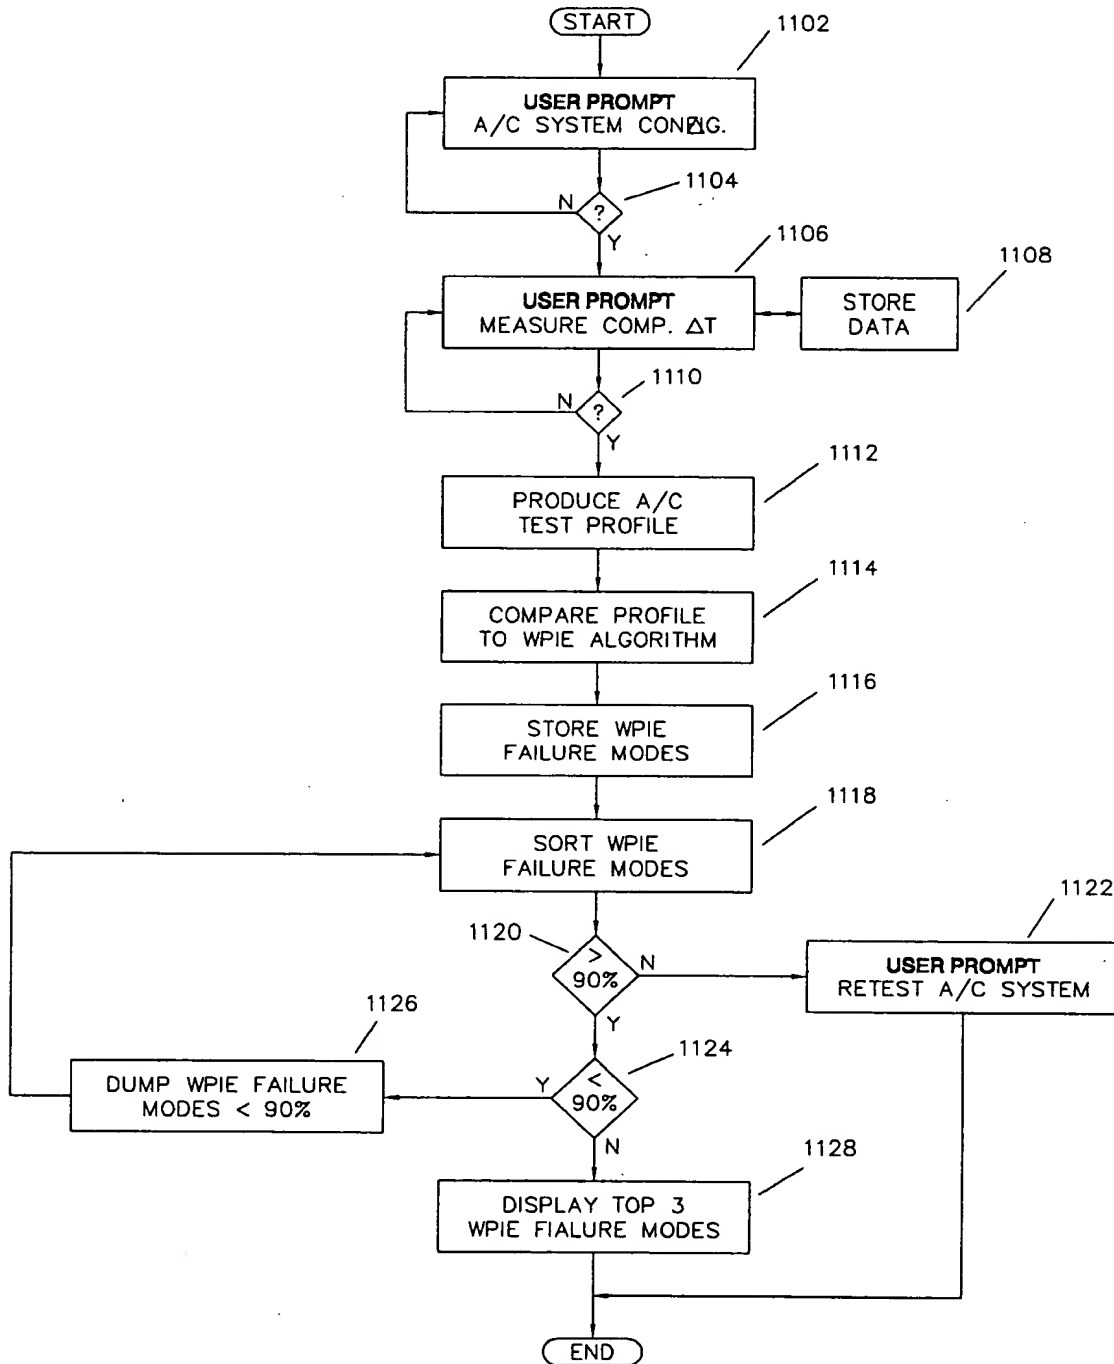 START
1102
USER PROMPT
A/C SYSTEM CONFIG.
1104
N
?
Y
1106
USER PROMPT
MEASURE COMP. ΔT
1108
STORE
DATA
1110
N
?
Y
1112
PRODUCE A/C
TEST PROFILE
1114
COMPARE PROFILE
TO WPIE ALGORITHM
1116
STORE WPIE
FAILURE MODES
1118
SORT WPIE
FAILURE MODES
1120
>
90%
N
Y
1122
USER PROMPT
RETEST A/C SYSTEM
1124
<
90%
Y
N
1126
DUMP WPIE FAILURE
MODES < 90%
1128
DISPLAY TOP 3
WPIE FIALURE MODES
END